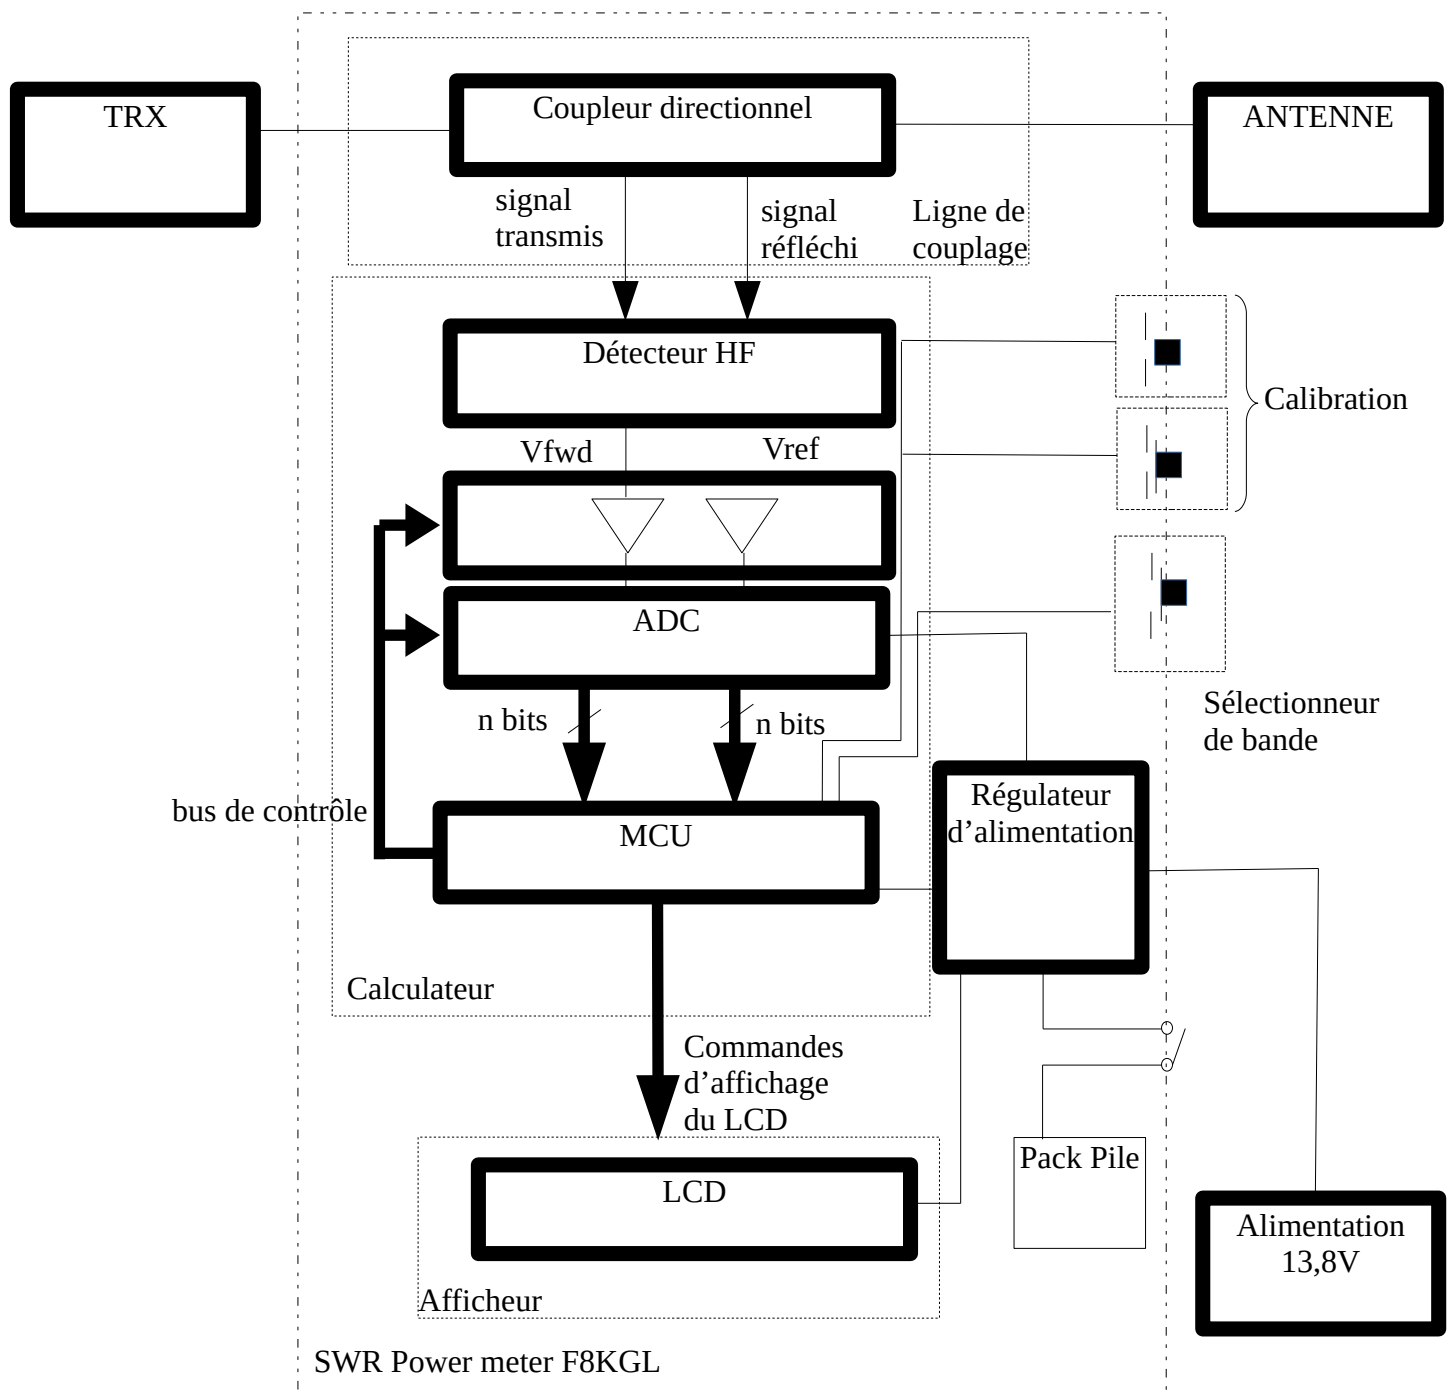 TRX
Coupleur directionnel
ANTENNE
signal
transmis
signal
réfléchi
Ligne de
couplage
Détecteur HF
Calibration
Vfwd
Vref
ADC
n bits
n bits
Sélectionneur
de bande
bus de contrôle
MCU
Régulateur
d’alimentation
Calculateur
Commandes
d’affichage
du LCD
Pack Pile
LCD
Alimentation
13,8V
Afficheur
SWR Power meter F8KGL